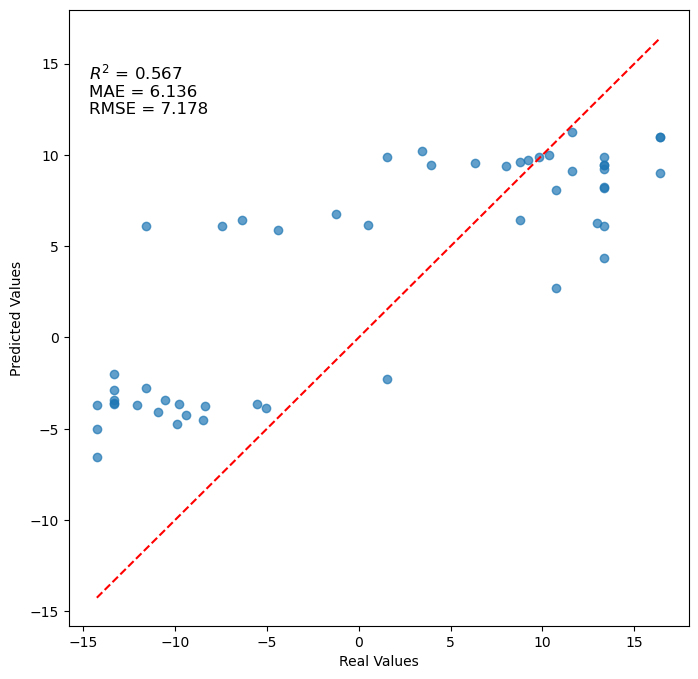 R² = 0.567
MAE = 6.136
RMSE = 7.178
15
10
5
0
−5
−10
−15
Predicted Values
−15 −10 −5 0 5 10 15
Real Values